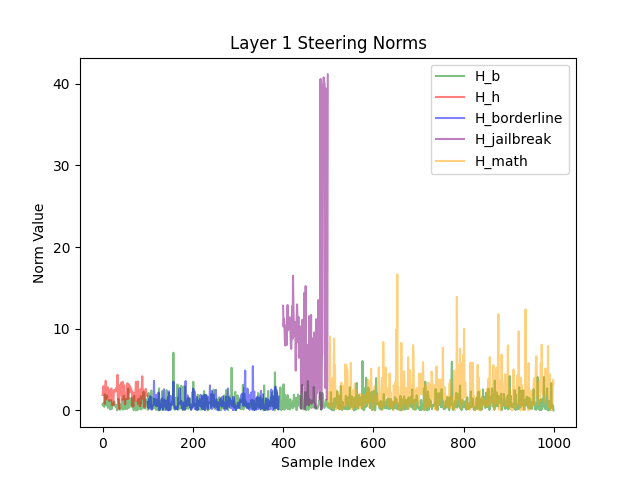 Layer 1 Steering Norms
H_b
H_h
H_borderline
H_jailbreak
H_math
Norm Value
40
30
20
10
0
0
200
400
600
800
1000
Sample Index